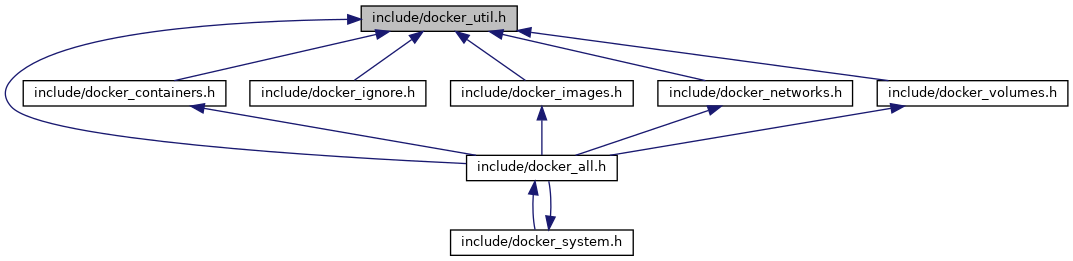 include/docker_util.h
include/docker_containers.h
include/docker_ignore.h
include/docker_images.h
include/docker_networks.h
include/docker_volumes.h
include/docker_all.h
include/docker_system.h